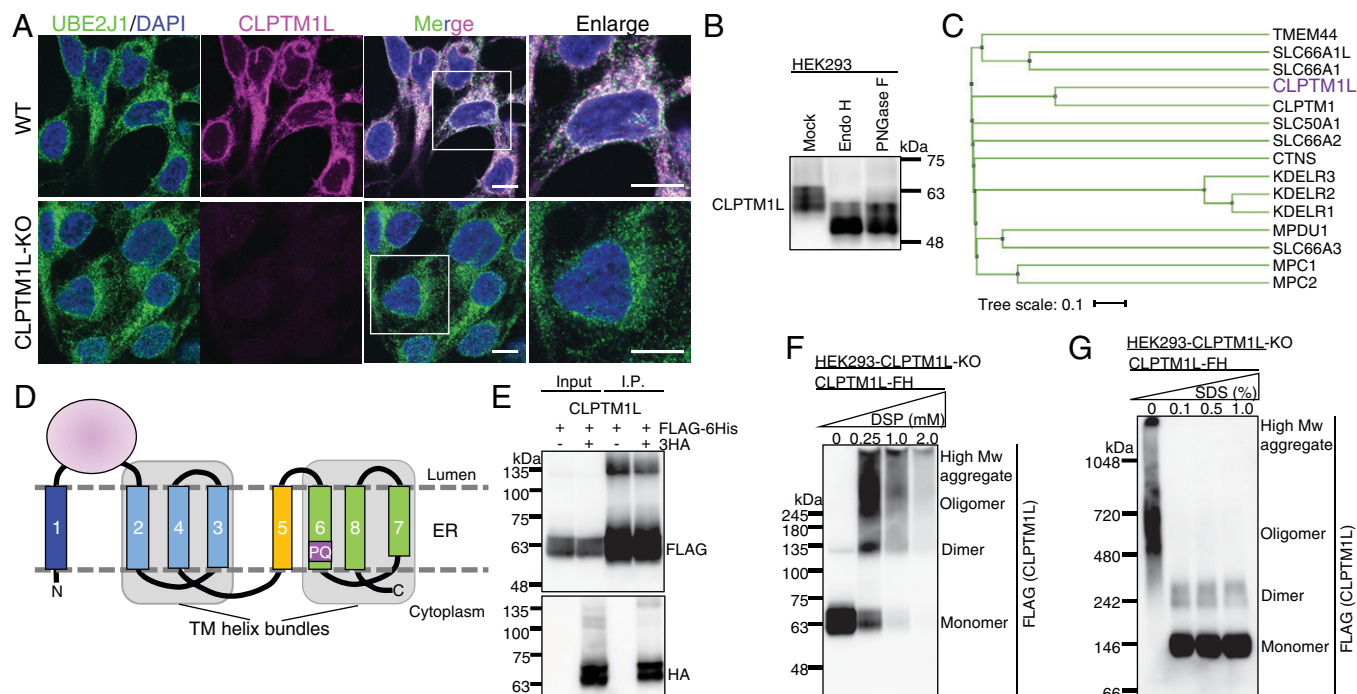 A
UBE2J1/DAPI
CLPTM1L
Merge
Enlarge
WT
CLPTM1L-KO
B
HEK293
Mock
Endo H
PNGase F
kDa
75
63
48
CLPTM1L
C
TMEM44
SLC66A1L
SLC66A1
CLPTM1L
CLPTM1
SLC50A1
SLC66A2
CTNS
KDELR3
KDELR2
KDELR1
MPDU1
SLC66A3
MPC1
MPC2
Tree scale: 0.1
D
Lumen
1
2
4
3
5
6
8
7
PQ
ER
N
C
Cytoplasm
TM helix bundles
E
Input
I.P.
CLPTM1L
+ + + + FLAG-6His
- + - + 3HA
kDa
135
100
75
63
48
FLAG
135
100
75
63
HA
F
HEK293-CLPTM1L-KO
CLPTM1L-FH
DSP (mM)
0 0.25 1.0 2.0
kDa
245
180
135
100
75
63
48
High Mw
aggregate
Oligomer
Dimer
Monomer
FLAG (CLPTM1L)
G
HEK293-CLPTM1L-KO
CLPTM1L-FH
SDS (%)
0 0.1 0.5 1.0
1048
720
480
242
146
66
High Mw
aggregate
Oligomer
Dimer
Monomer
FLAG (CLPTM1L)